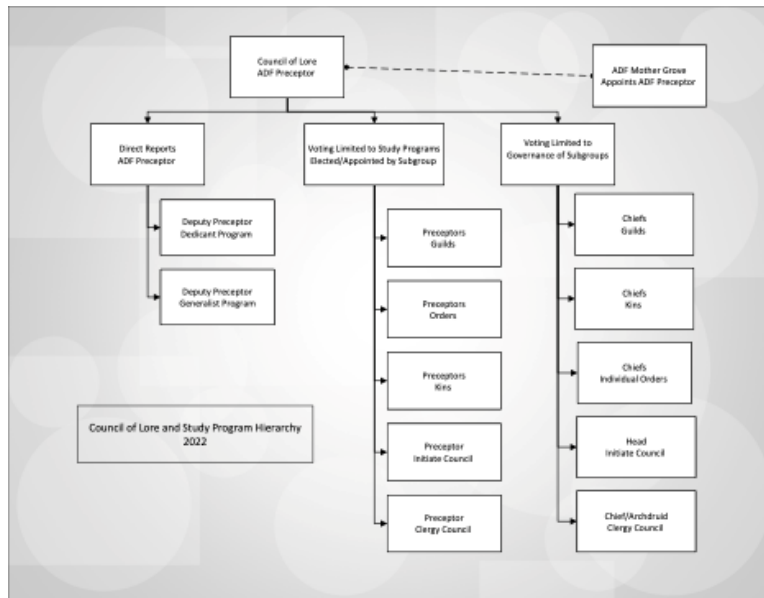 Council of Lore
ADF Preceptor
ADF Mother Grove
Appoints ADF Preceptor
Direct Reports
ADF Preceptor
Voting Limited to Study Programs
Elected/Appointed by Subgroup
Voting Limited to
Governance of Subgroups
Deputy Preceptor
Dedicant Program
Deputy Preceptor
Generalist Program
Preceptors
Guilds
Preceptors
Orders
Preceptors
Kins
Preceptor
Initiate Council
Preceptor
Clergy Council
Chiefs
Guilds
Chiefs
Kins
Chiefs
Individual Orders
Head
Initiate Council
Chief/Archdruid
Clergy Council
Council of Lore and Study Program Hierarchy
2022